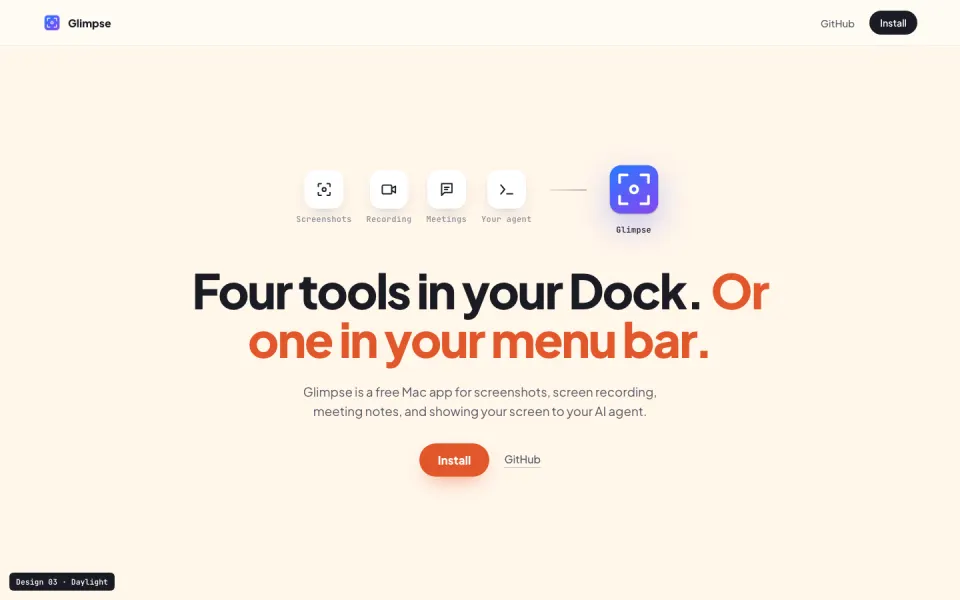 Glimpse
GitHub
Install
Screenshots
Recording
Meetings
Your agent
Glimpse
Four tools in your Dock. Or
one in your menu bar.
Glimpse is a free Mac app for screenshots, screen recording,
meeting notes, and showing your screen to your AI agent.
Install
GitHub
Design 03 · Daylight